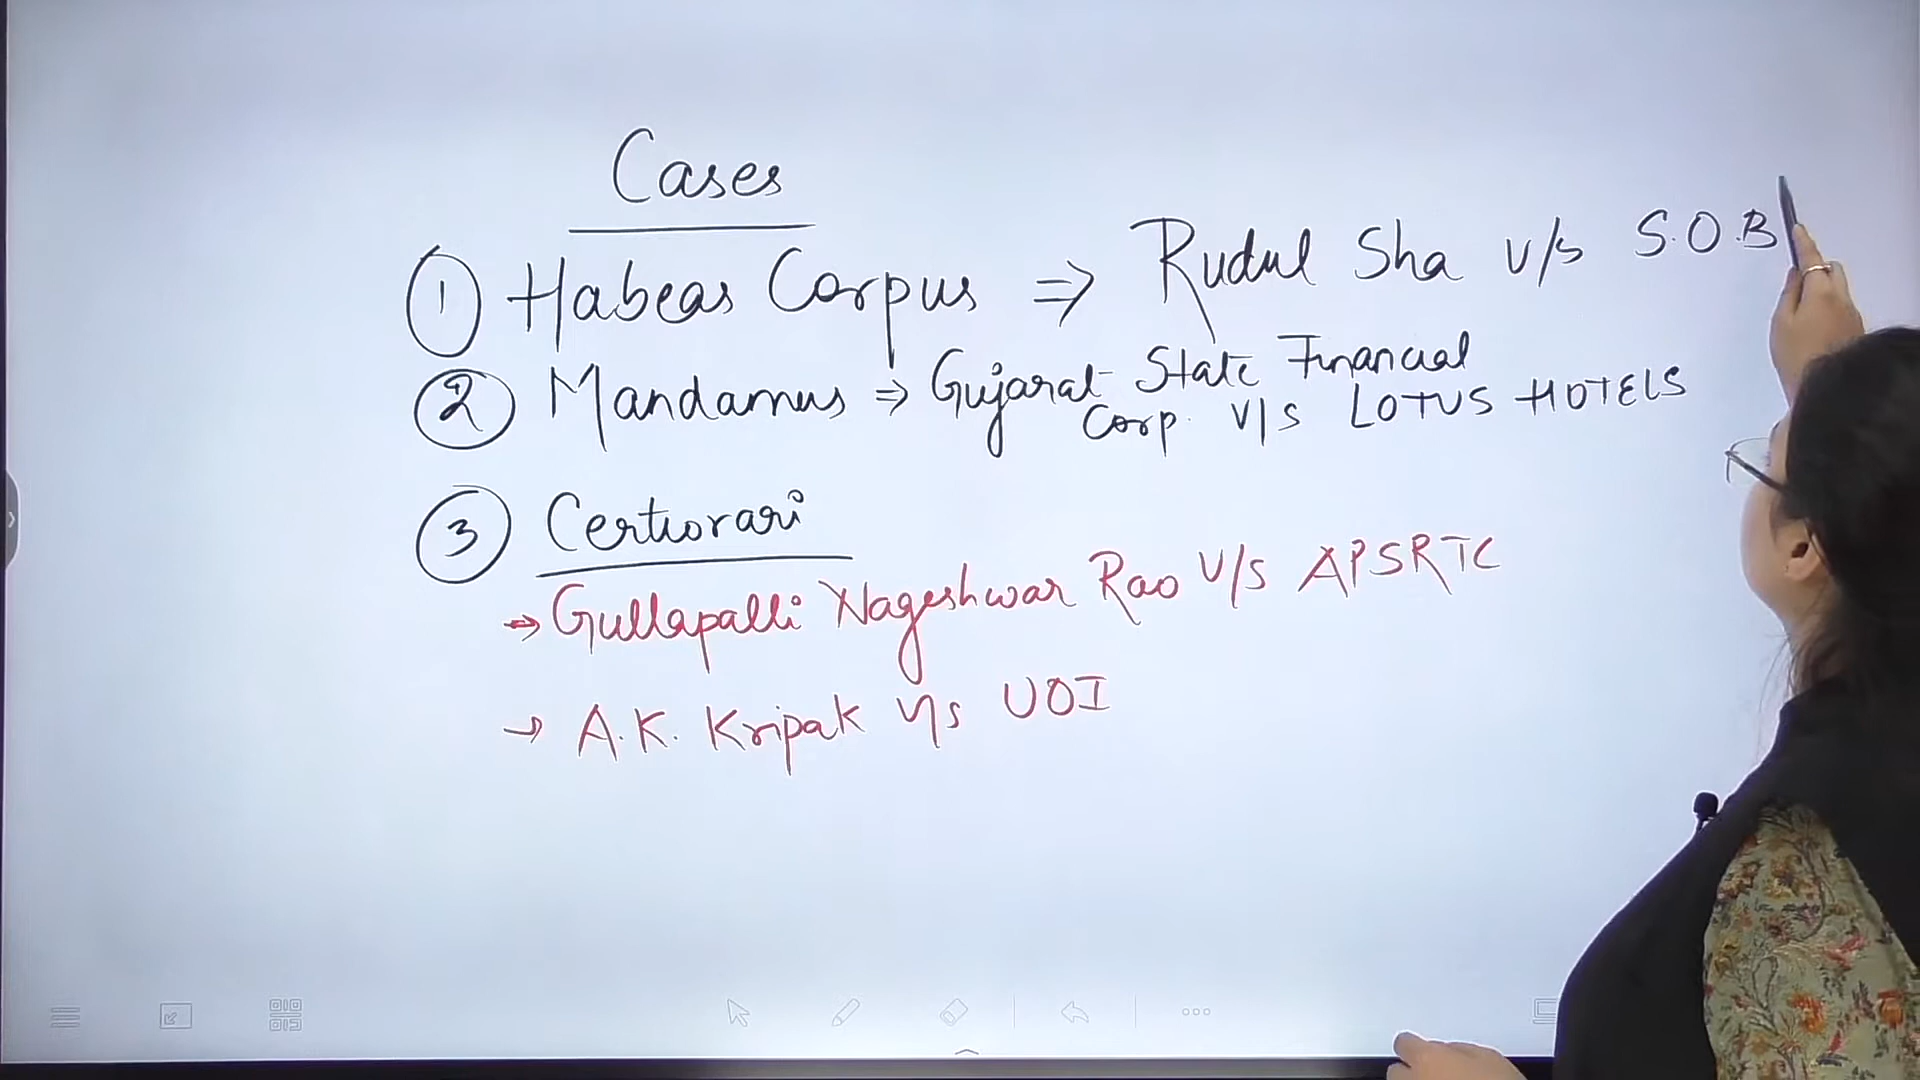 Cases
1 Habeas Corpus ⇒ Rudul Sha v/s S.O.B
2 Mandamus ⇒ Gujarat State Financial
Corp. V/S LOTUS HOTELS
3 Certiorari
→ Gullapalli Nageshwar Rao V/s APSRTC
→ A.K. Kripak V/s UOI